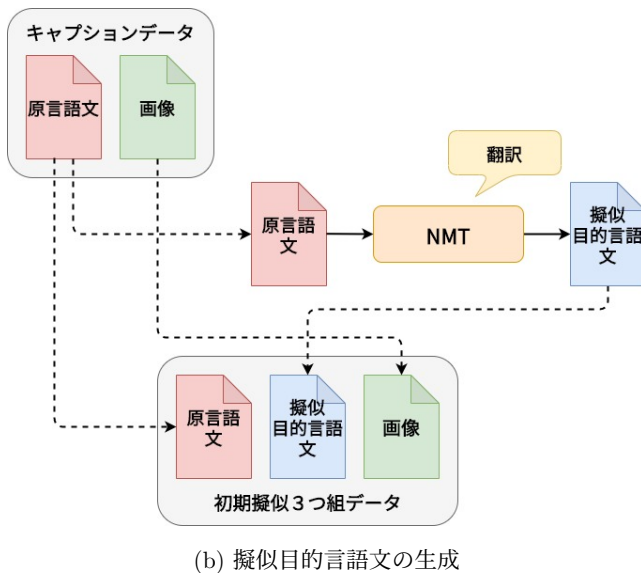 キャプションデータ
原言語文
画像
翻訳
原言語
文
NMT
擬似
目的言語
文
原言語
文
擬似
目的言語
文
画像
初期擬似３つ組データ
(b) 擬似目的言語文の生成